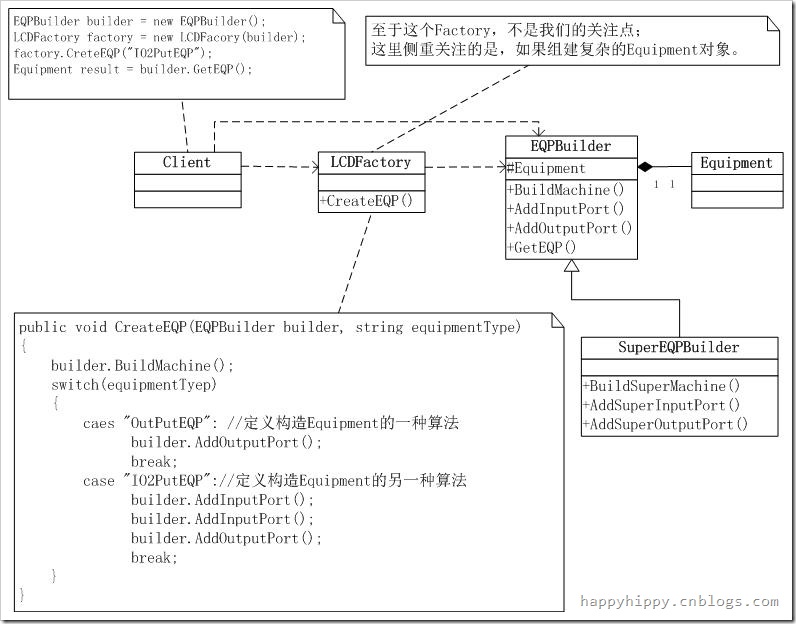 EQPBuilder builder = new EQPBuilder();
LCDFactory factory = new LCDFacory(builder);
factory.CreteEQP("IO2PutEQP");
Equipment result = builder.GetEQP();
至于这个Factory，不是我们的关注点；
这里侧重关注的是，如果组建复杂的Equipment对象。
Client
LCDFactory
+CreateEQP()
EQPBuilder
#Equipment
+BuildMachine()
+AddInputPort()
+AddOutputPort()
+GetEQP()
1 1
Equipment
SuperEQPBuilder
+BuildSuperMachine()
+AddSuperInputPort()
+AddSuperOutputPort()
public void CreateEQP(EQPBuilder builder, string equipmentType)
{
builder.BuildMachine();
switch(equipmentTyep)
{
caes "OutPutEQP": //定义构造Equipment的一种算法
builder.AddOutputPort();
break;
case "IO2PutEQP"://定义构造Equipment的另一种算法
builder.AddInputPort();
builder.AddInputPort();
builder.AddOutputPort();
break;
}
}
happyhippy.cnblogs.com